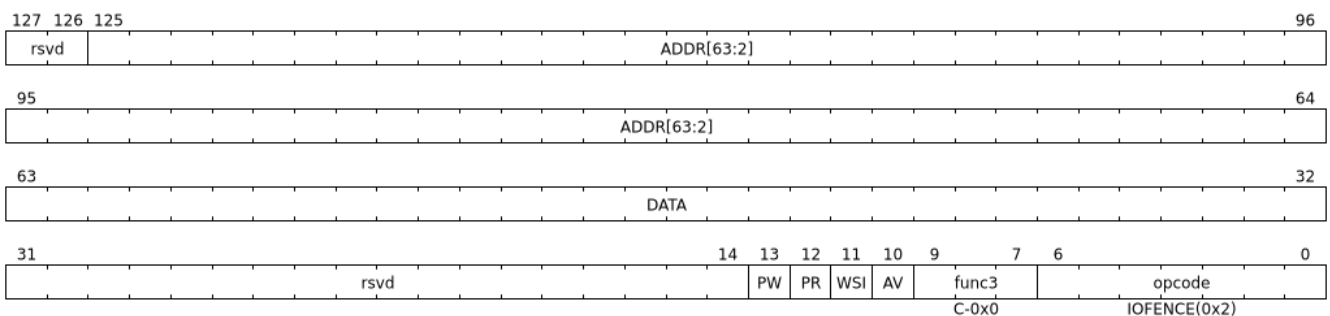 127 126 125 96
rsvd ADDR[63:2]
95 64
ADDR[63:2]
63 32
DATA
31 14 13 12 11 10 9 7 6 0
rsvd PW PR WSI AV func3 opcode
C-0x0 IOFENCE(0x2)